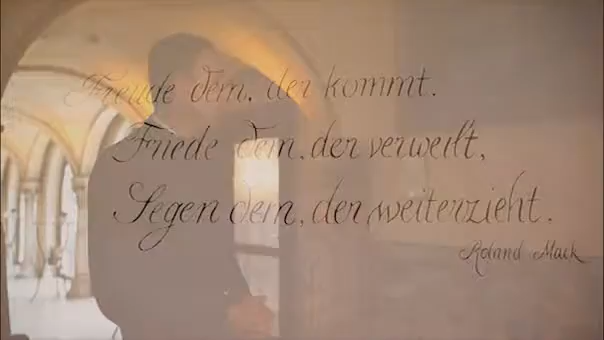 Freude dem, der kommt.
Friede dem, der verweilt,
Segen dem, der weiterzieht.
Roland Mack